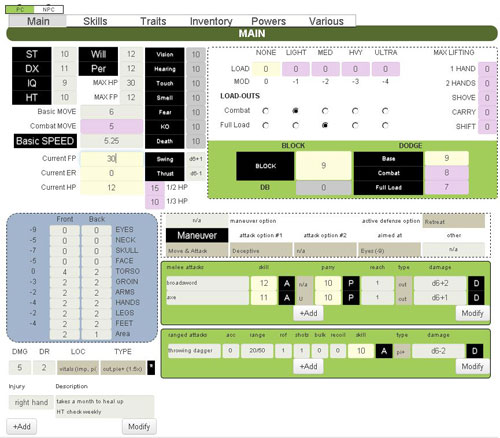 PC NPC
Main Skills Traits Inventory Powers Various
MAIN
ST 10 Will 12
DX 11 Per 12
IQ 9 MAX HP 30
HT 10 MAX FP 12
Basic MOVE 6
Combat MOVE 5
Basic SPEED 5.25
Current FP 30
Current ER 0
Current HP 12
15 1/2 HP
10 1/3 HP
Vision 10
Hearing 10
Touch 10
Smell 10
Fear 10
KO 10
Death 10
Swing d6+1
Thrust d6-1
NONE LIGHT MED HVY ULTRA
LOAD 0 0 0 0 0
MOD -1 -2 -3 -4
LOAD-OUTS
Combat
Full Load
MAX LIFTING
1 HAND 0
2 HANDS 0
SHOVE 0
CARRY 0
SHIFT 0
BLOCK DODGE
BLOCK 9
DB 0
Base 9
Combat 8
Full Load 7
Front Back
-9 0 0 EYES
-5 0 0 NECK
-7 0 0 SKULL
-5 0 0 FACE
0 4 2 TORSO
-3 2 2 GROIN
-2 2 2 ARMS
-4 2 2 HANDS
-2 2 2 LEGS
-4 2 2 FEET
2 1 Area
n/a maneuver option active defense option Retreat
Maneuver attack option #1 attack option #2 aimed at other
Move & Attack Deceptive n/a Eyes (-9) n/a
melee attacks skill parry reach type damage
broadsword 12 A n/a 10 P 1 cut d6+2 D
axe 11 A U 10 P 1 cut d6+1 D
+Add Modify
ranged attacks acc range rof shots bulk recoil skill type damage
throwing dagger 0 20/50 1 1 0 0 10 A pi+ d6-2 D
+Add Modify
DMG DR LOC TYPE
5 2 vitals (imp, pi, cut,pi+ (1.5x) *
Injury Description
right hand takes a month to heal up
HT check weekly
+Add Modify